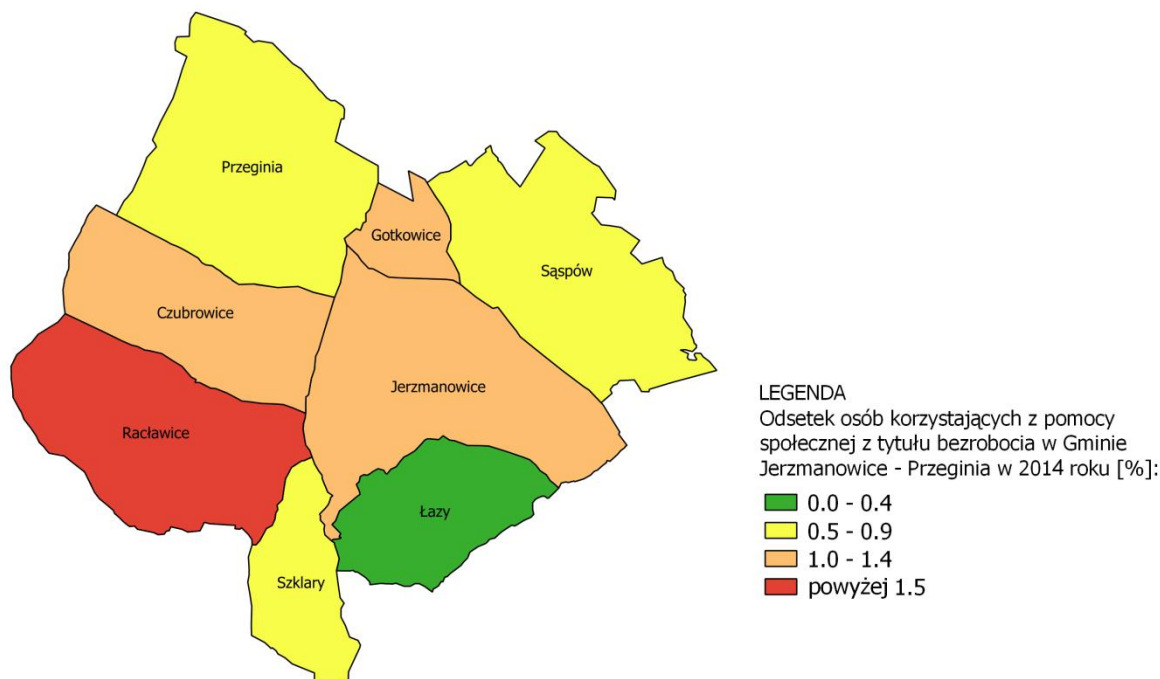 Przeginia
Gotkowice
Sąspów
Czubrowice
Jerzmanowice
Racławice
Łazy
Szklary
LEGENDA
Odsetek osób korzystających z pomocy
społecznej z tytułu bezrobocia w Gminie
Jerzmanowice - Przeginia w 2014 roku [%]:
0.0 - 0.4
0.5 - 0.9
1.0 - 1.4
powyżej 1.5